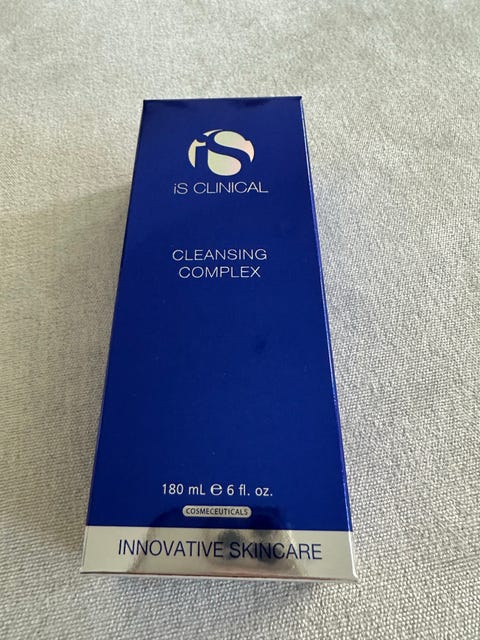 iS
iS CLINICAL
CLEANSING
COMPLEX
180 mL ℮ 6 fl. oz.
COSMECEUTICALS
INNOVATIVE SKINCARE